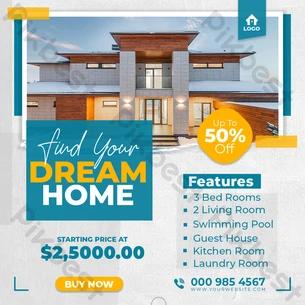 LOGO
Find Your
DREAM
HOME
Up To
50%
Off
STARTING PRICE AT
$2,5000.00
BUY NOW
Features
3 Bed Rooms
2 Living Room
Swimming Pool
Guest House
Kitchen Room
Laundry Room
000 985 4567
WWW.YOURWEBSITE.COM
pikbest